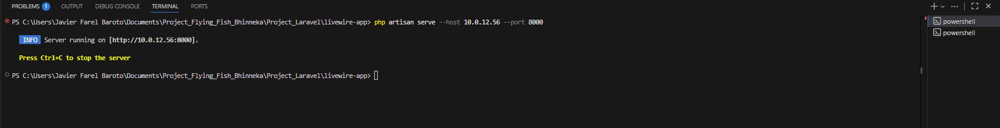 PROBLEMS 1 OUTPUT DEBUG CONSOLE TERMINAL PORTS
PS C:\Users\Javier Farel Baroto\Documents\Project_Flying_Fish_Bhinneka\Project_Laravel\livewire-app> php artisan serve --host 10.0.12.56 --port 8000
powershell
powershell
INFO Server running on [http://10.0.12.56:8000].
Press Ctrl+C to stop the server
PS C:\Users\Javier Farel Baroto\Documents\Project_Flying_Fish_Bhinneka\Project_Laravel\livewire-app>